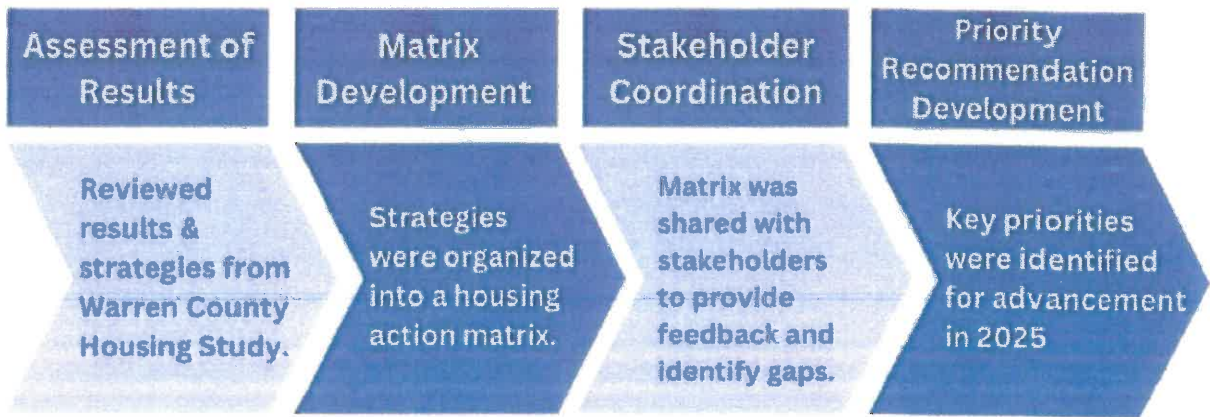 Assessment of
Results
Matrix
Development
Stakeholder
Coordination
Priority
Recommendation
Development
Reviewed
results &
strategies from
Warren County
Housing Study.
Strategies
were organized
into a housing
action matrix.
Matrix was
shared with
stakeholders
to provide
feedback and
identify gaps.
Key priorities
were identified
for advancement
in 2025